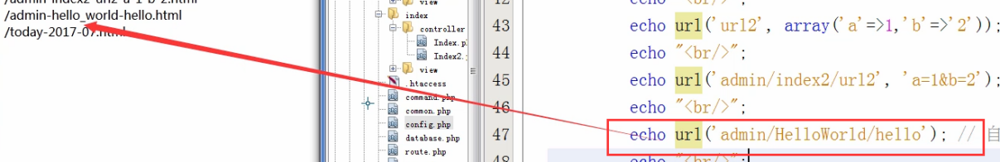 /admin-index2-url2-a-1-b-2.html
/admin-hello_world-hello.html
/today-2017-07.html
view
index
controller
Index.p
Index2.
view
.htaccess
command.php
common.php
config.php
database.php
route.php
43 echo url('url2', array('a'=>1,'b'=>'2'));
44 echo "<br/>";
45 echo url('admin/index2/url2', 'a=1&b=2');
46 echo "<br/>";
47 echo url('admin/HelloWorld/hello'); // 自
48 echo "<br/>";